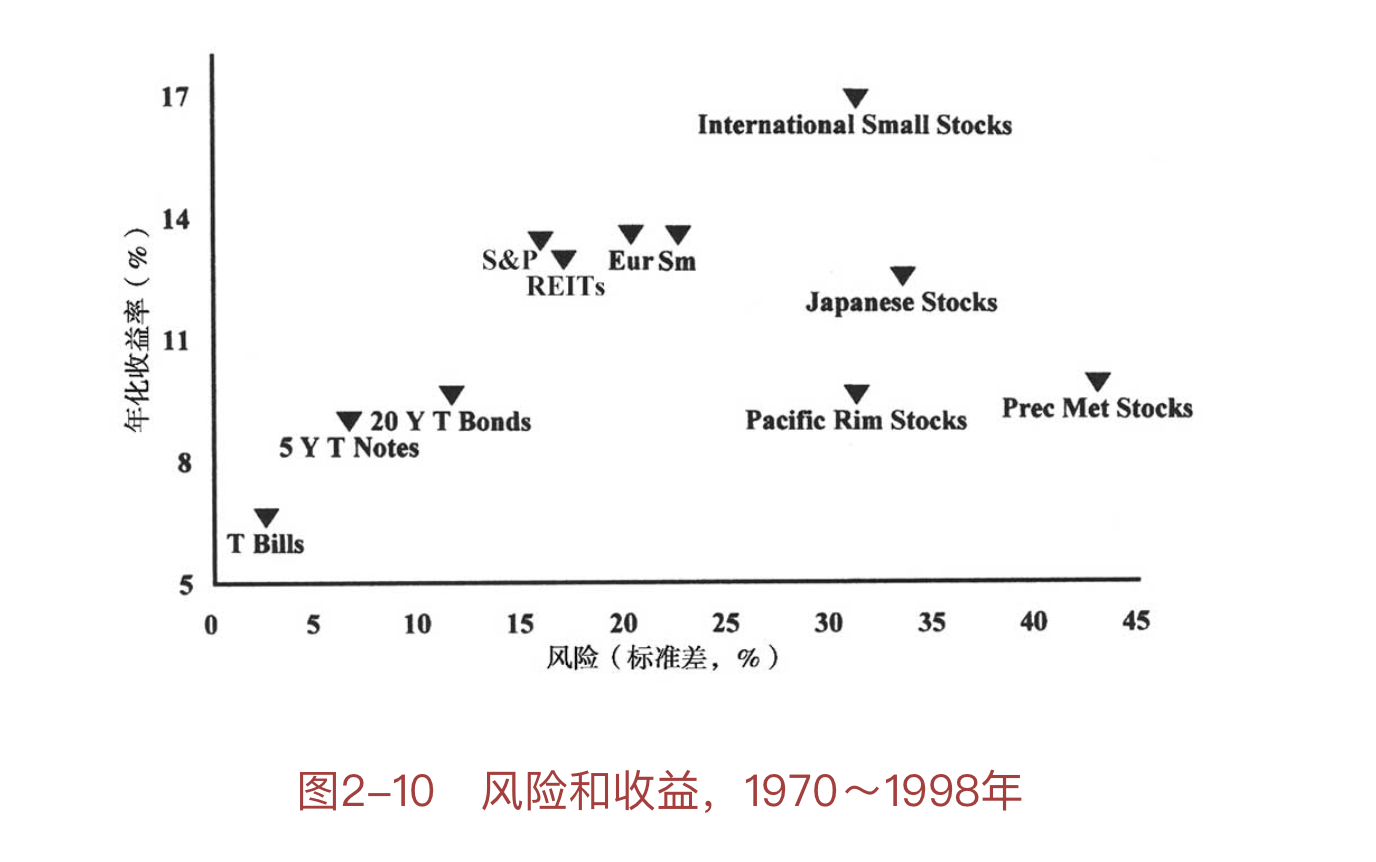 17
International Small Stocks
14
S&P
Eur Sm
REITs
Japanese Stocks
11
年化收益率（%）
Prec Met Stocks
20 Y T Bonds
Pacific Rim Stocks
5 Y T Notes
8
T Bills
5
0 5 10 15 20 25 30 35 40 45
风险（标准差，%）
图2-10 风险和收益，1970～1998年